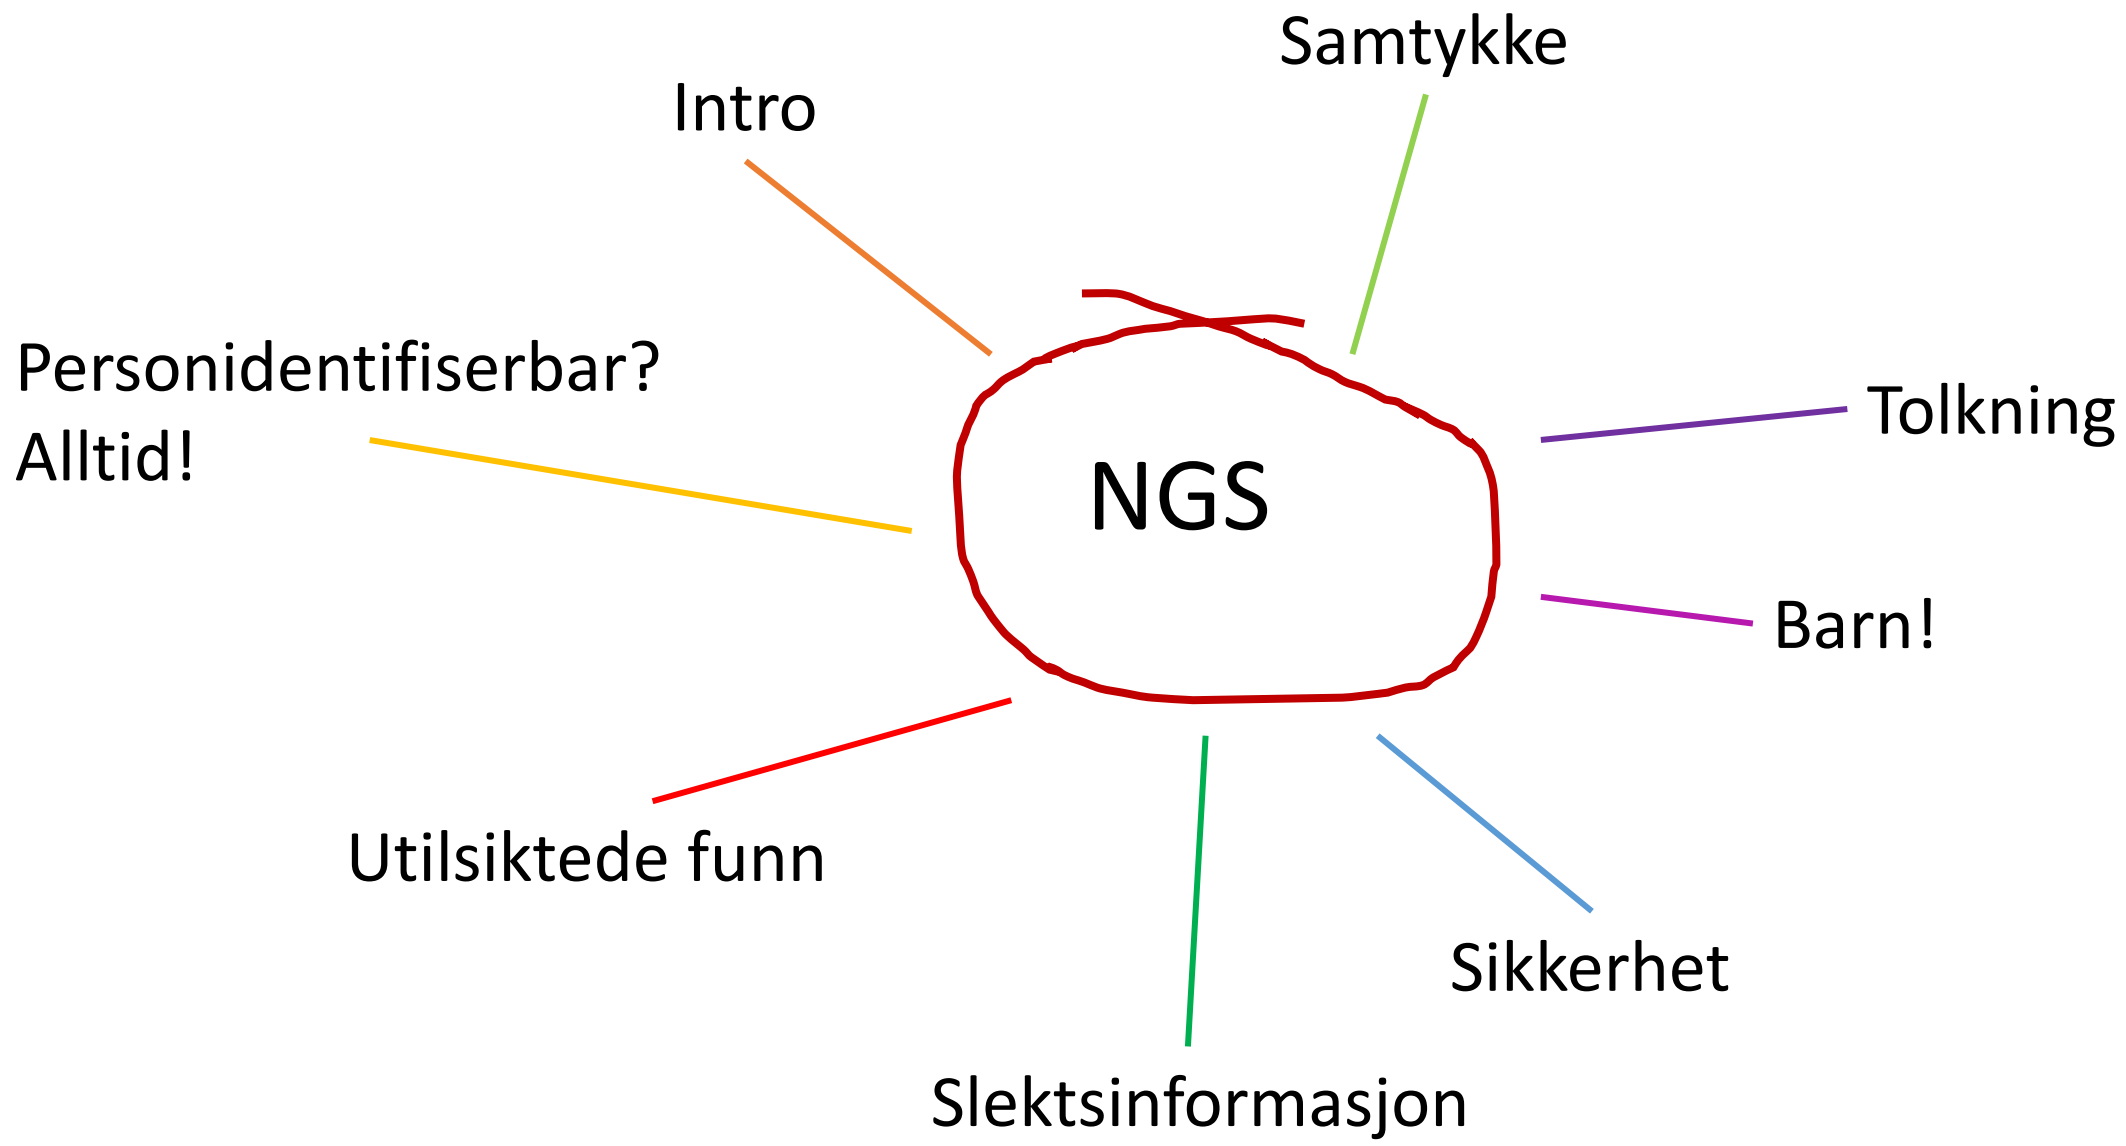 Samtykke
Intro
Personidentifiserbar?
Alltid!
Tolkning
NGS
Barn!
Utilsiktede funn
Sikkerhet
Slektsinformasjon